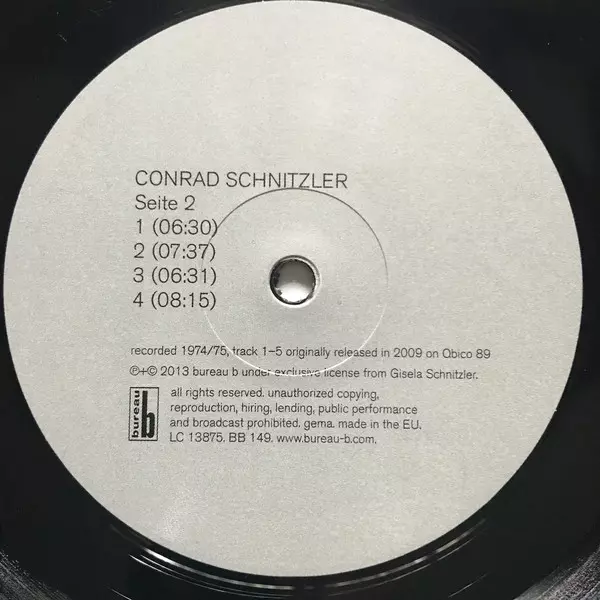 CONRAD SCHNITZLER
Seite 2
1 (06:30)
2 (07:37)
3 (06:31)
4 (08:15)
recorded 1974/75, track 1–5 originally released in 2009 on Qbico 89
℗+© 2013 bureau b under exclusive license from Gisela Schnitzler.
bureau b
all rights reserved. unauthorized copying,
reproduction, hiring, lending, public performance
and broadcast prohibited. gema. made in the EU.
LC 13875. BB 149. www.bureau-b.com.